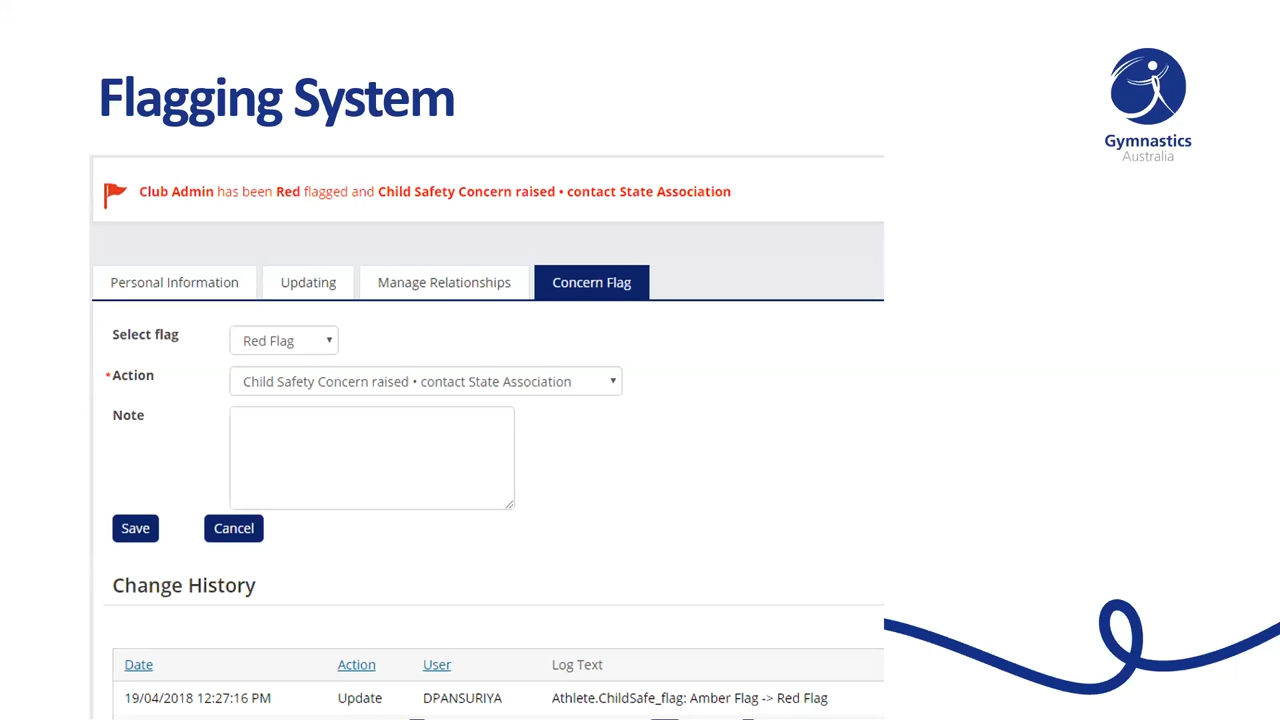 Flagging System
Gymnastics
Australia
Club Admin has been Red flagged and Child Safety Concern raised • contact State Association
Personal Information Updating Manage Relationships Concern Flag
Select flag Red Flag
* Action Child Safety Concern raised • contact State Association
Note
Save Cancel
Change History
Date Action User Log Text
19/04/2018 12:27:16 PM Update DPANSURIYA Athlete.ChildSafe_flag: Amber Flag -> Red Flag